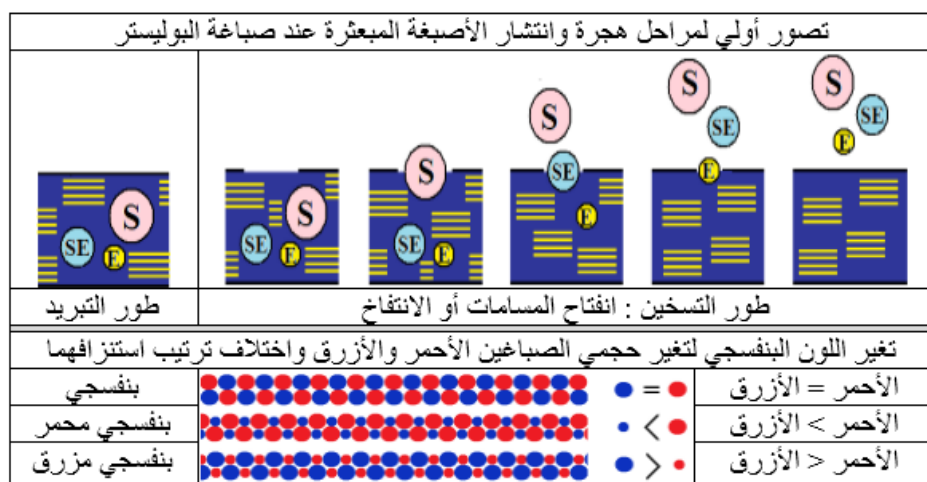 تصور أولي لمراحل هجرة وانتشار الأصبغة المبعثرة عند صباغة البوليستر
S SE E
S SE E
S SE E
S SE E
S SE E
S SE E
طور التسخين : انفتاح المسامات أو الانتفاخ
طور التبريد
تغير اللون البنفسجي لتغير حجمي الصباغين الأحمر والأزرق واختلاف ترتيب استنزافهما
الأحمر = الأزرق = بنفسجي
الأحمر > الأزرق > بنفسجي محمر
الأحمر < الأزرق < بنفسجي مزرق